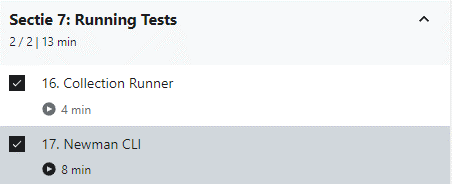 Sectie 7: Running Tests
2 / 2 | 13 min
16. Collection Runner
4 min
17. Newman CLI
8 min